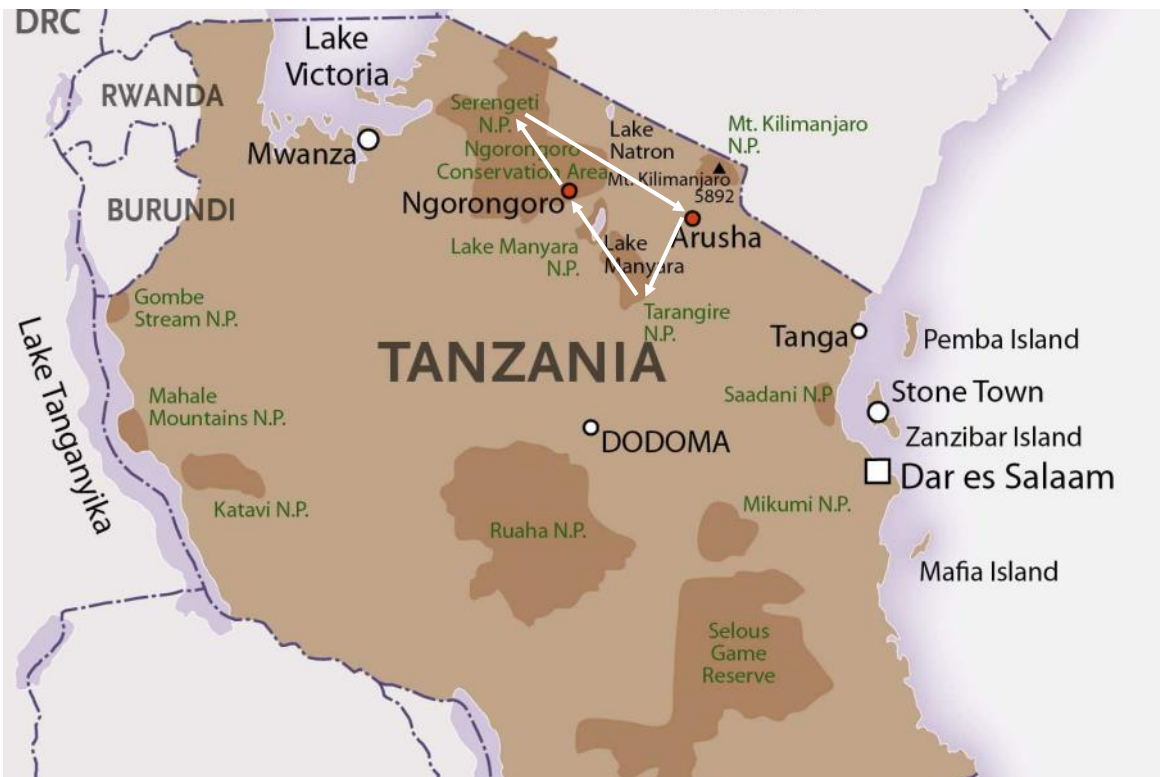 DRC
Lake
Victoria
RWANDA
Mwanza
BURUNDI
Serengeti
N.P.
Ngorongoro
Conservation Area
Ngorongoro
Lake
Natron
Mt. Kilimanjaro
N.P.
Mt. Kilimanjaro
5892
Arusha
Lake Manyara
N.P.
Lake
Manyara
Tarangire
N.P.
Gombe
Stream N.P.
Lake Tanganyika
Mahale
Mountains N.P.
Katavi N.P.
TANZANIA
DODOMA
Tanga
Pemba Island
Saadani N.P
Stone Town
Zanzibar Island
Dar es Salaam
Ruaha N.P.
Mikumi N.P.
Mafia Island
Selous
Game
Reserve